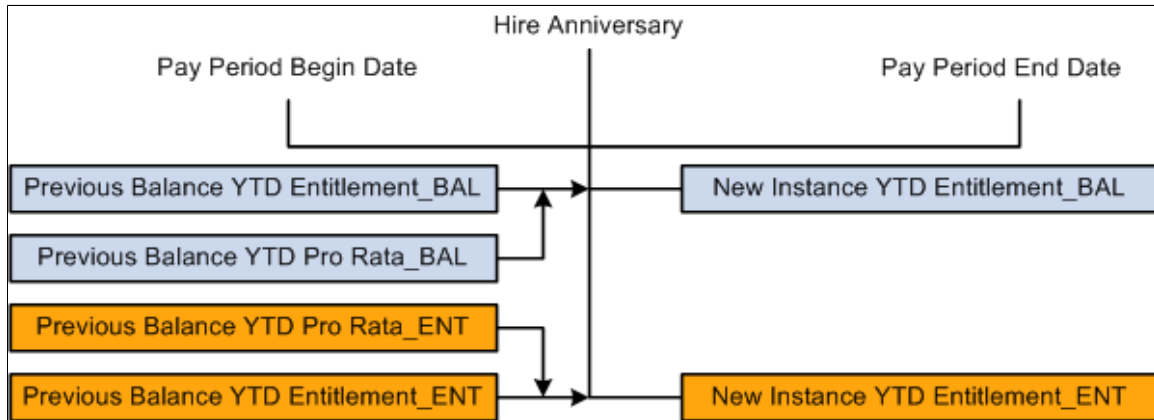 Hire Anniversary
Pay Period Begin Date
Pay Period End Date
Previous Balance YTD Entitlement_BAL
New Instance YTD Entitlement_BAL
Previous Balance YTD Pro Rata_BAL
Previous Balance YTD Pro Rata_ENT
Previous Balance YTD Entitlement_ENT
New Instance YTD Entitlement_ENT